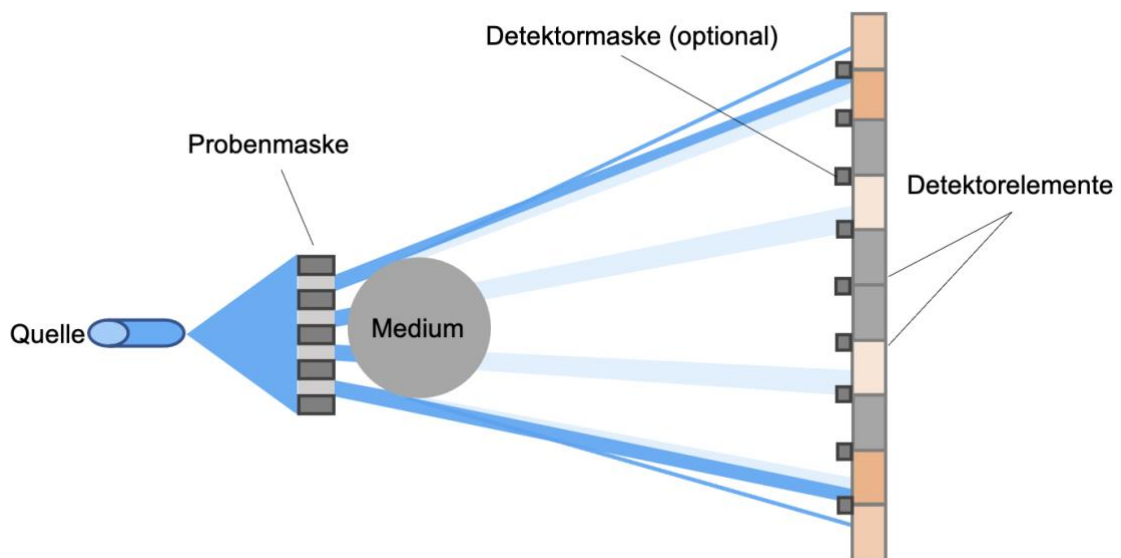 Detektormaske (optional)
Probenmaske
Detektorelemente
Quelle
Medium